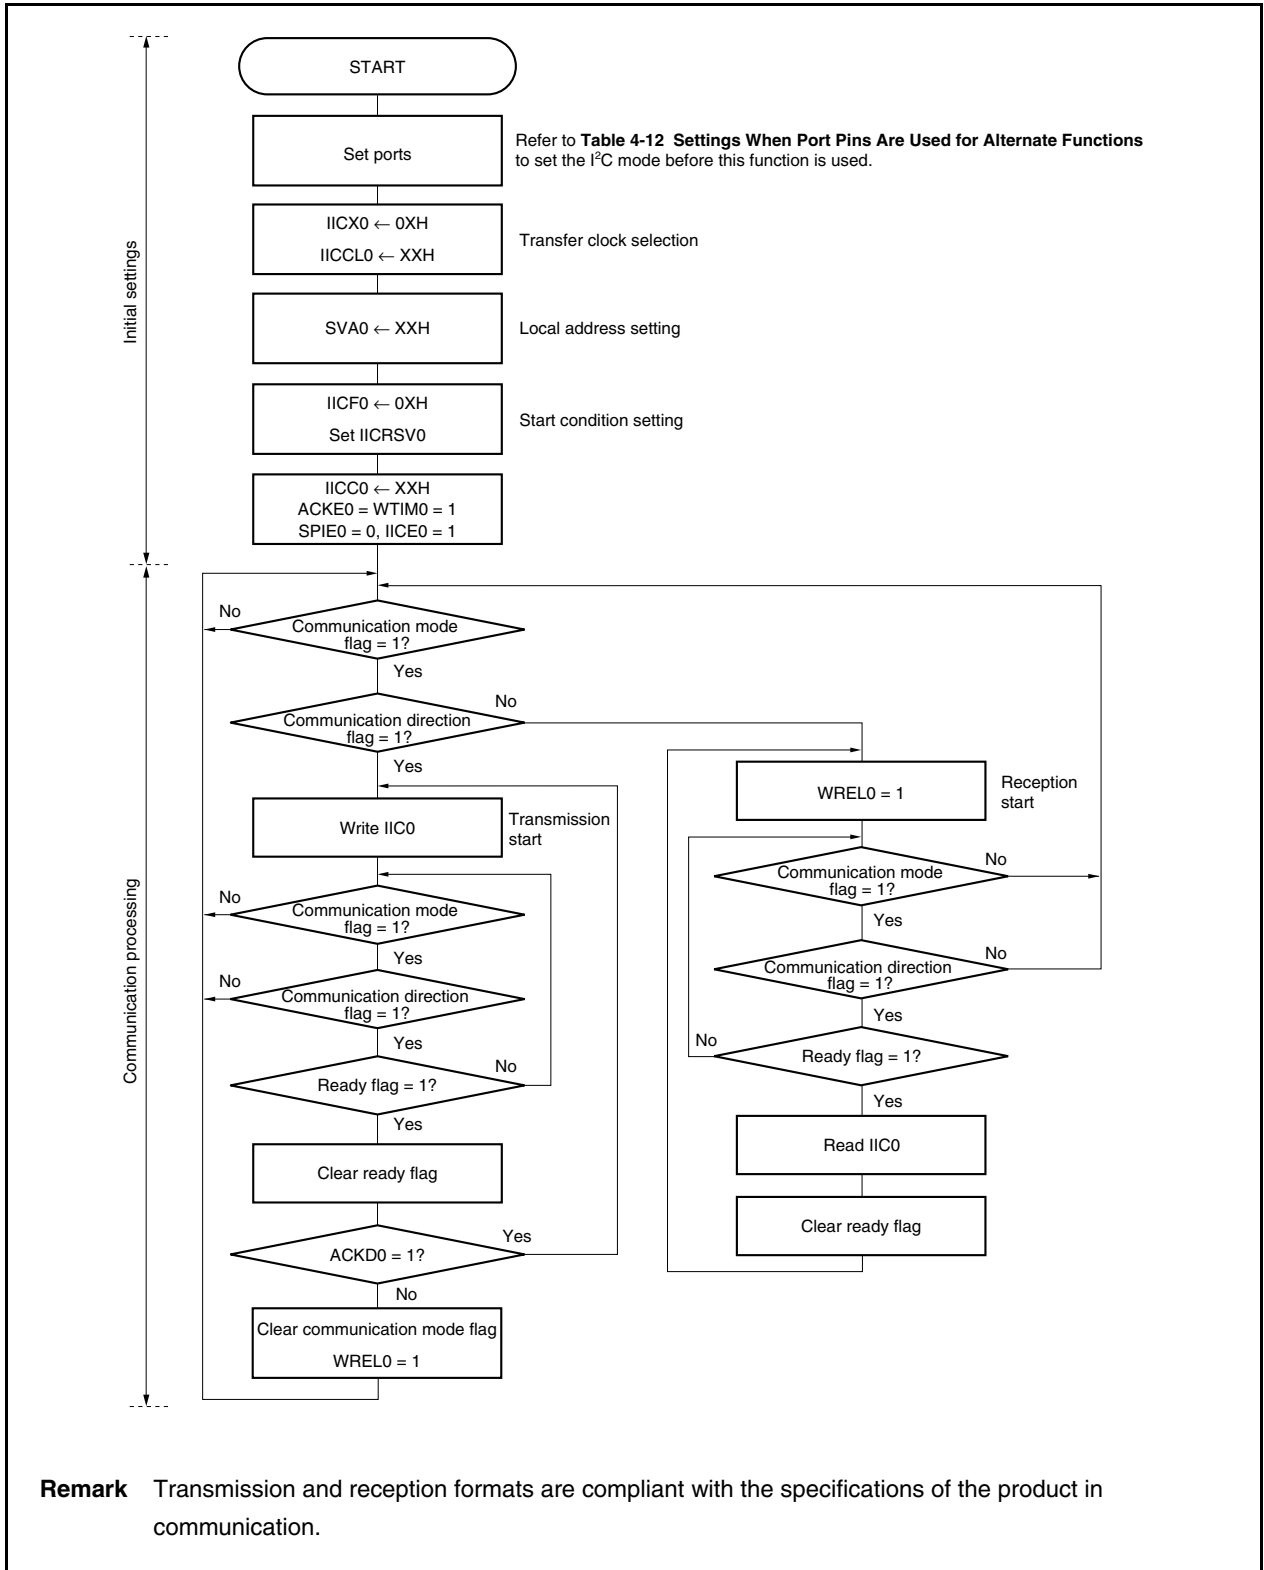 START
Set ports
Refer to Table 4-12 Settings When Port Pins Are Used for Alternate Functions
to set the I²C mode before this function is used.
IICX0 ← 0XH
IICCL0 ← XXH
Transfer clock selection
SVA0 ← XXH
Local address setting
IICF0 ← 0XH
Set IICRSV0
Start condition setting
IICC0 ← XXH
ACKE0 = WTIM0 = 1
SPIE0 = 0, IICE0 = 1
Initial settings
No
Communication mode
flag = 1?
Yes
No
Communication direction
flag = 1?
Yes
Write IIC0
Transmission
start
No
Communication mode
flag = 1?
Yes
No
Communication direction
flag = 1?
Yes
No
Ready flag = 1?
Yes
Clear ready flag
Yes
ACKD0 = 1?
No
Clear communication mode flag
WREL0 = 1
WREL0 = 1
Reception
start
No
Communication mode
flag = 1?
Yes
No
Communication direction
flag = 1?
Yes
No
Ready flag = 1?
Yes
Read IIC0
Clear ready flag
Communication processing
Remark Transmission and reception formats are compliant with the specifications of the product in
communication.